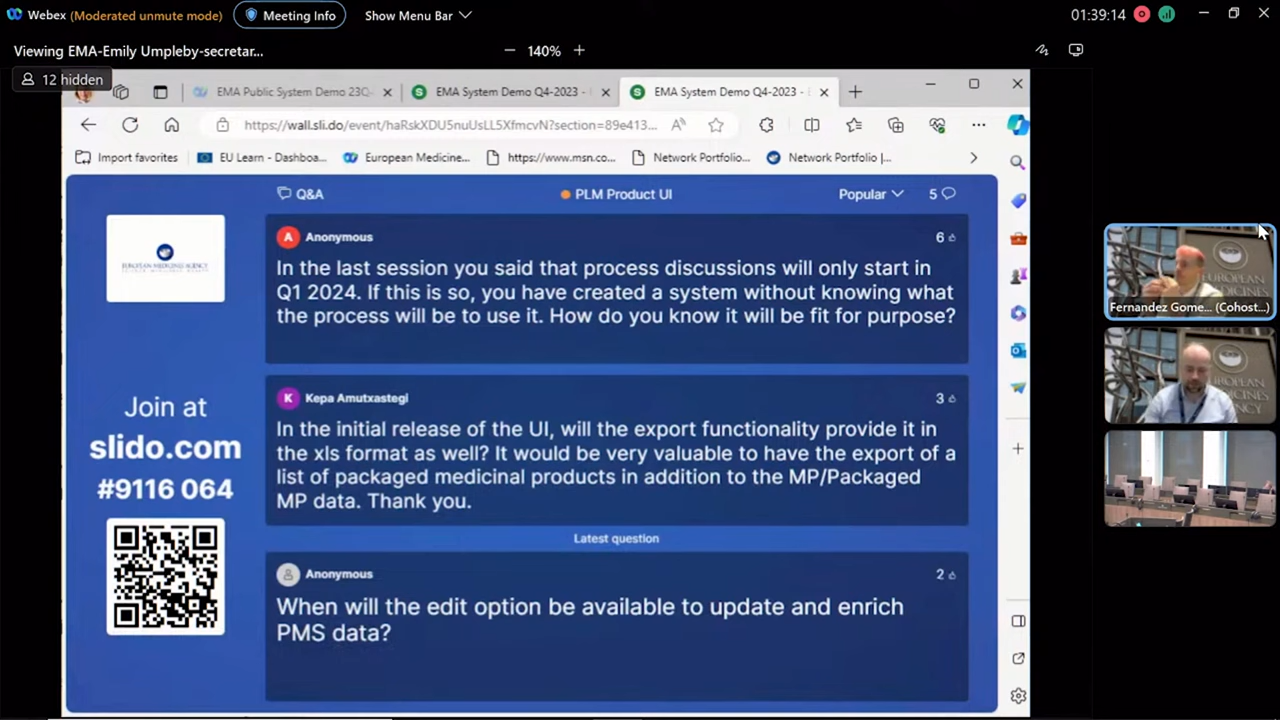 Webex (Moderated unmute mode) Meeting Info Show Menu Bar 01:39:14
Viewing EMA-Emily Umpleby-secretar... 140%
12 hidden
EMA Public System Demo 23Q- EMA System Demo Q4-2023 - EMA System Demo Q4-2023 -
https://wall.sli.do/event/haRskXDU5nuUsLL5XfmcvN?section=89e413...
Import favorites EU Learn - Dashboa... European Medicine... https://www.msn.co... Network Portfolio... Network Portfolio |...
Q&A PLM Product UI Popular 5
EUROPEAN MEDICINES AGENCY
Join at
slido.com
#9116 064
A Anonymous 6
In the last session you said that process discussions will only start in
Q1 2024. If this is so, you have created a system without knowing what
the process will be to use it. How do you know it will be fit for purpose?
K Kepa Amutxastegi 3
In the initial release of the UI, will the export functionality provide it in
the xls format as well? It would be very valuable to have the export of a
list of packaged medicinal products in addition to the MP/Packaged
MP data. Thank you.
Latest question
Anonymous 2
When will the edit option be available to update and enrich
PMS data?
Fernandez Gome... (Cohost...)